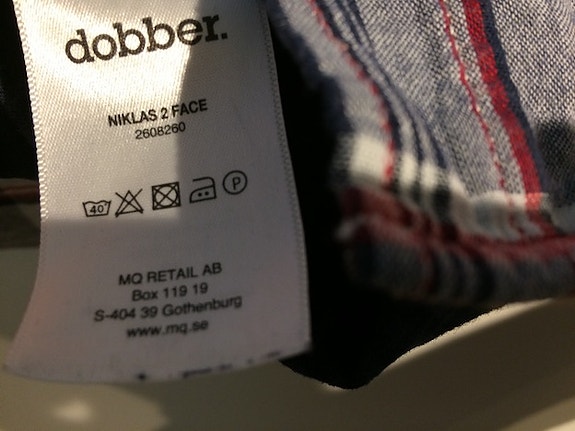 dobber.
NIKLAS 2 FACE
2608260
40 P
MQ RETAIL AB
Box 119 19
S-404 39 Gothenburg
www.mq.se